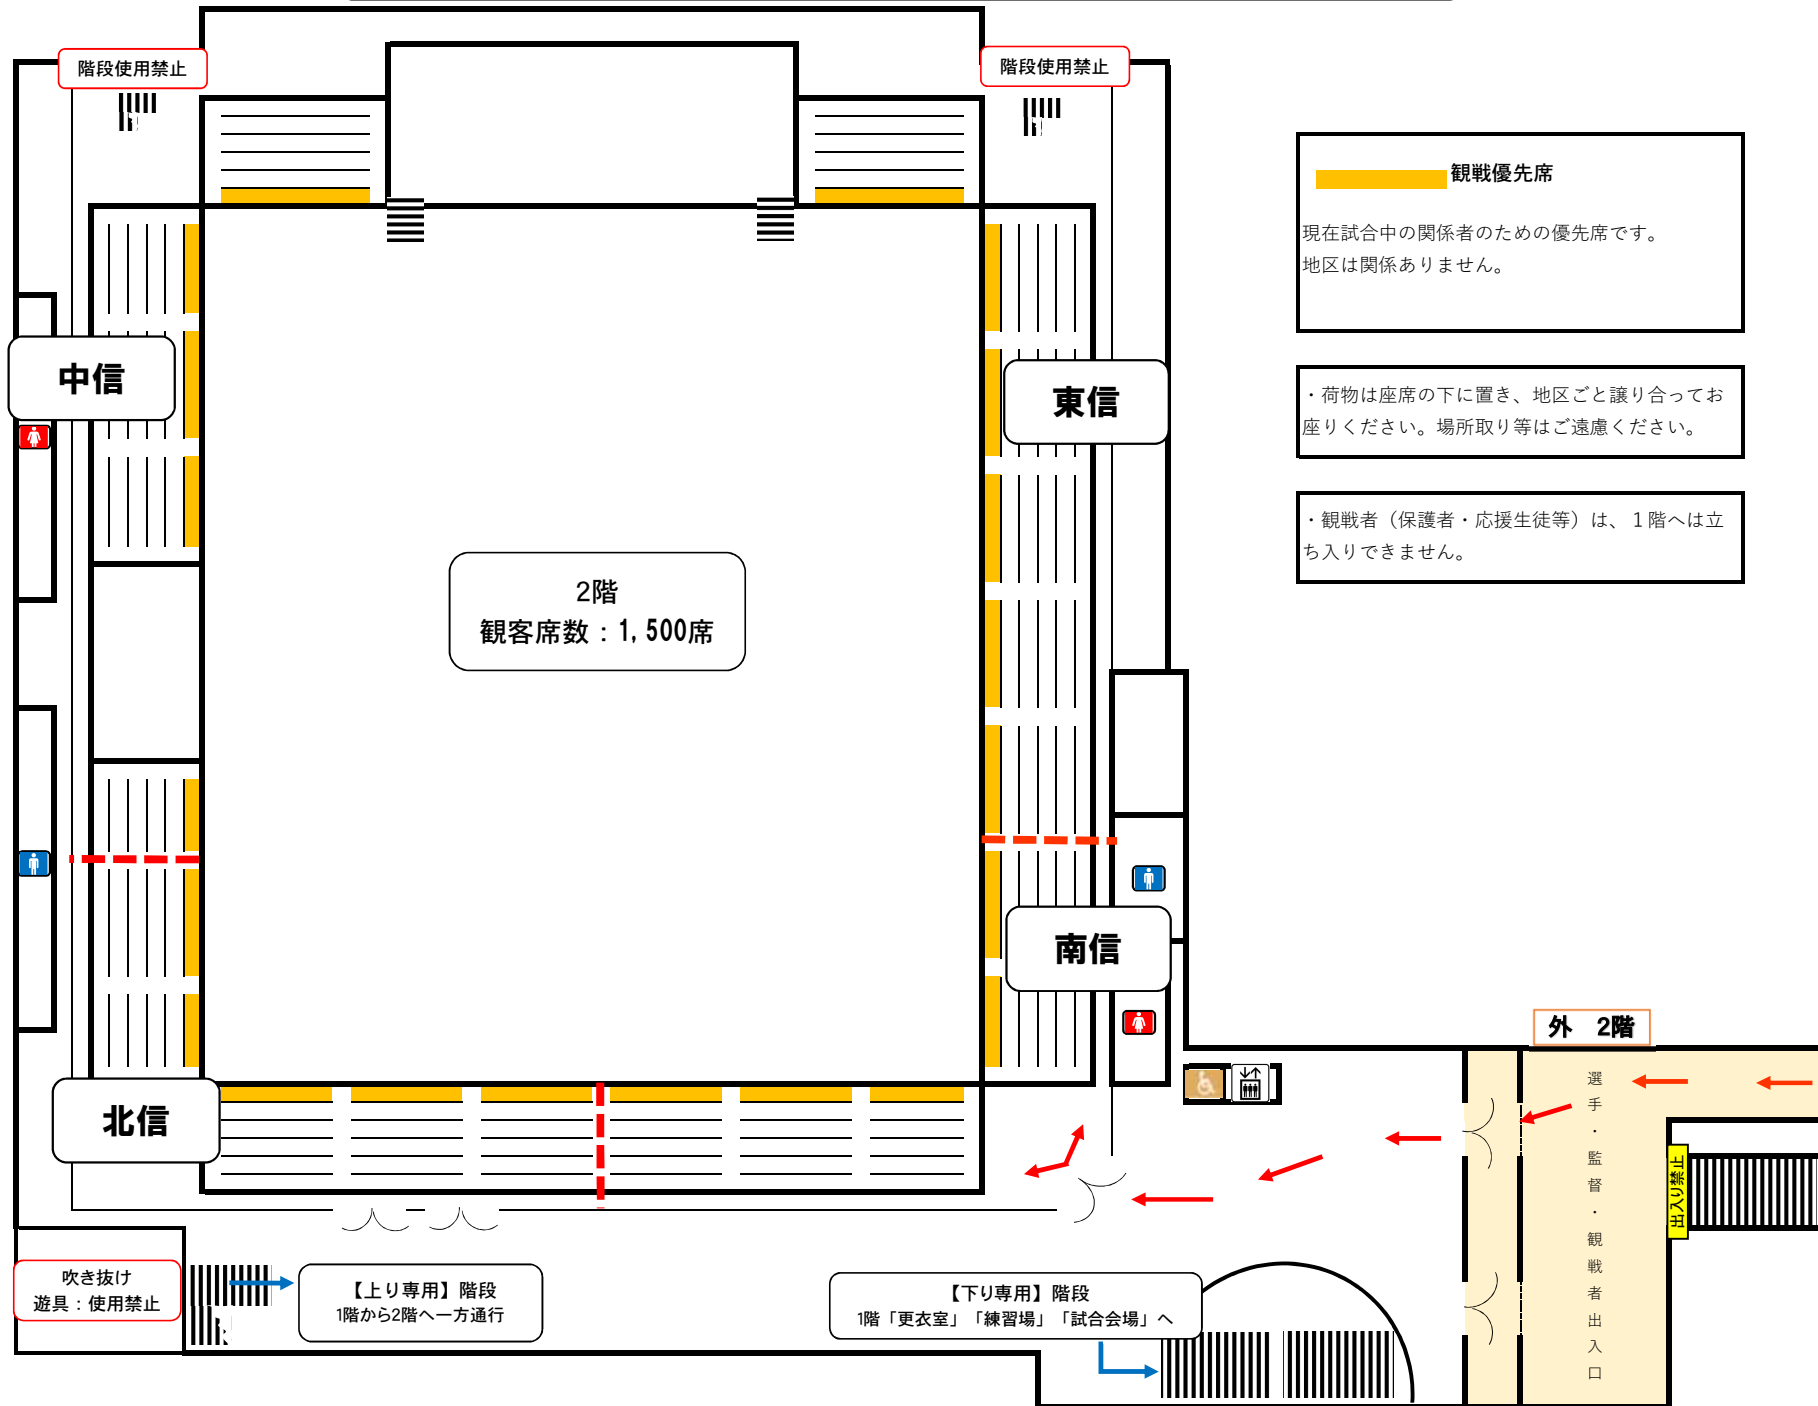 階段使用禁止
階段使用禁止
観戦優先席
現在試合中の関係者のための優先席です。
地区は関係ありません。
中信
東信
・荷物は座席の下に置き、地区ごと譲り合ってお
座りください。場所取り等はご遠慮ください。
・観戦者（保護者・応援生徒等）は、１階へは立
ち入りできません。
2階
観客席数：1,500席
南信
外　2階
北信
選手・監督・観戦者出入口
出入り禁止
吹き抜け
遊具：使用禁止
【上り専用】階段
1階から2階へ一方通行
【下り専用】階段
1階「更衣室」「練習場」「試合会場」へ